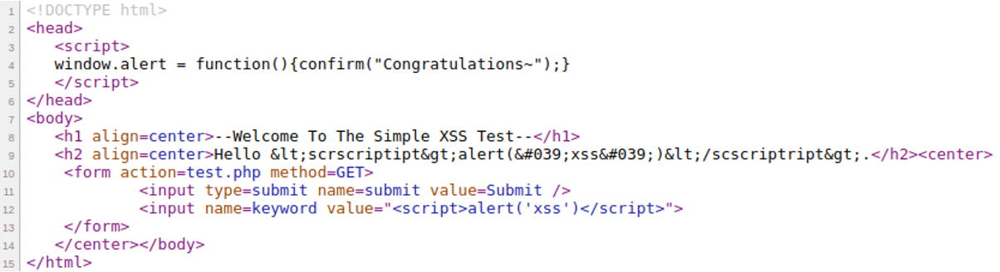 1 <!DOCTYPE html>
2 <head>
3 <script>
4 window.alert = function(){confirm("Congratulations~");}
5 </script>
6 </head>
7 <body>
8 <h1 align=center>--Welcome To The Simple XSS Test--</h1>
9 <h2 align=center>Hello &lt;scrscriptipt&gt;alert(&#039;xss&#039;)&lt;/scscriptript&gt;.</h2><center>
10 <form action=test.php method=GET>
11 <input type=submit name=submit value=Submit />
12 <input name=keyword value="<script>alert('xss')</script>">
13 </form>
14 </center></body>
15 </html>